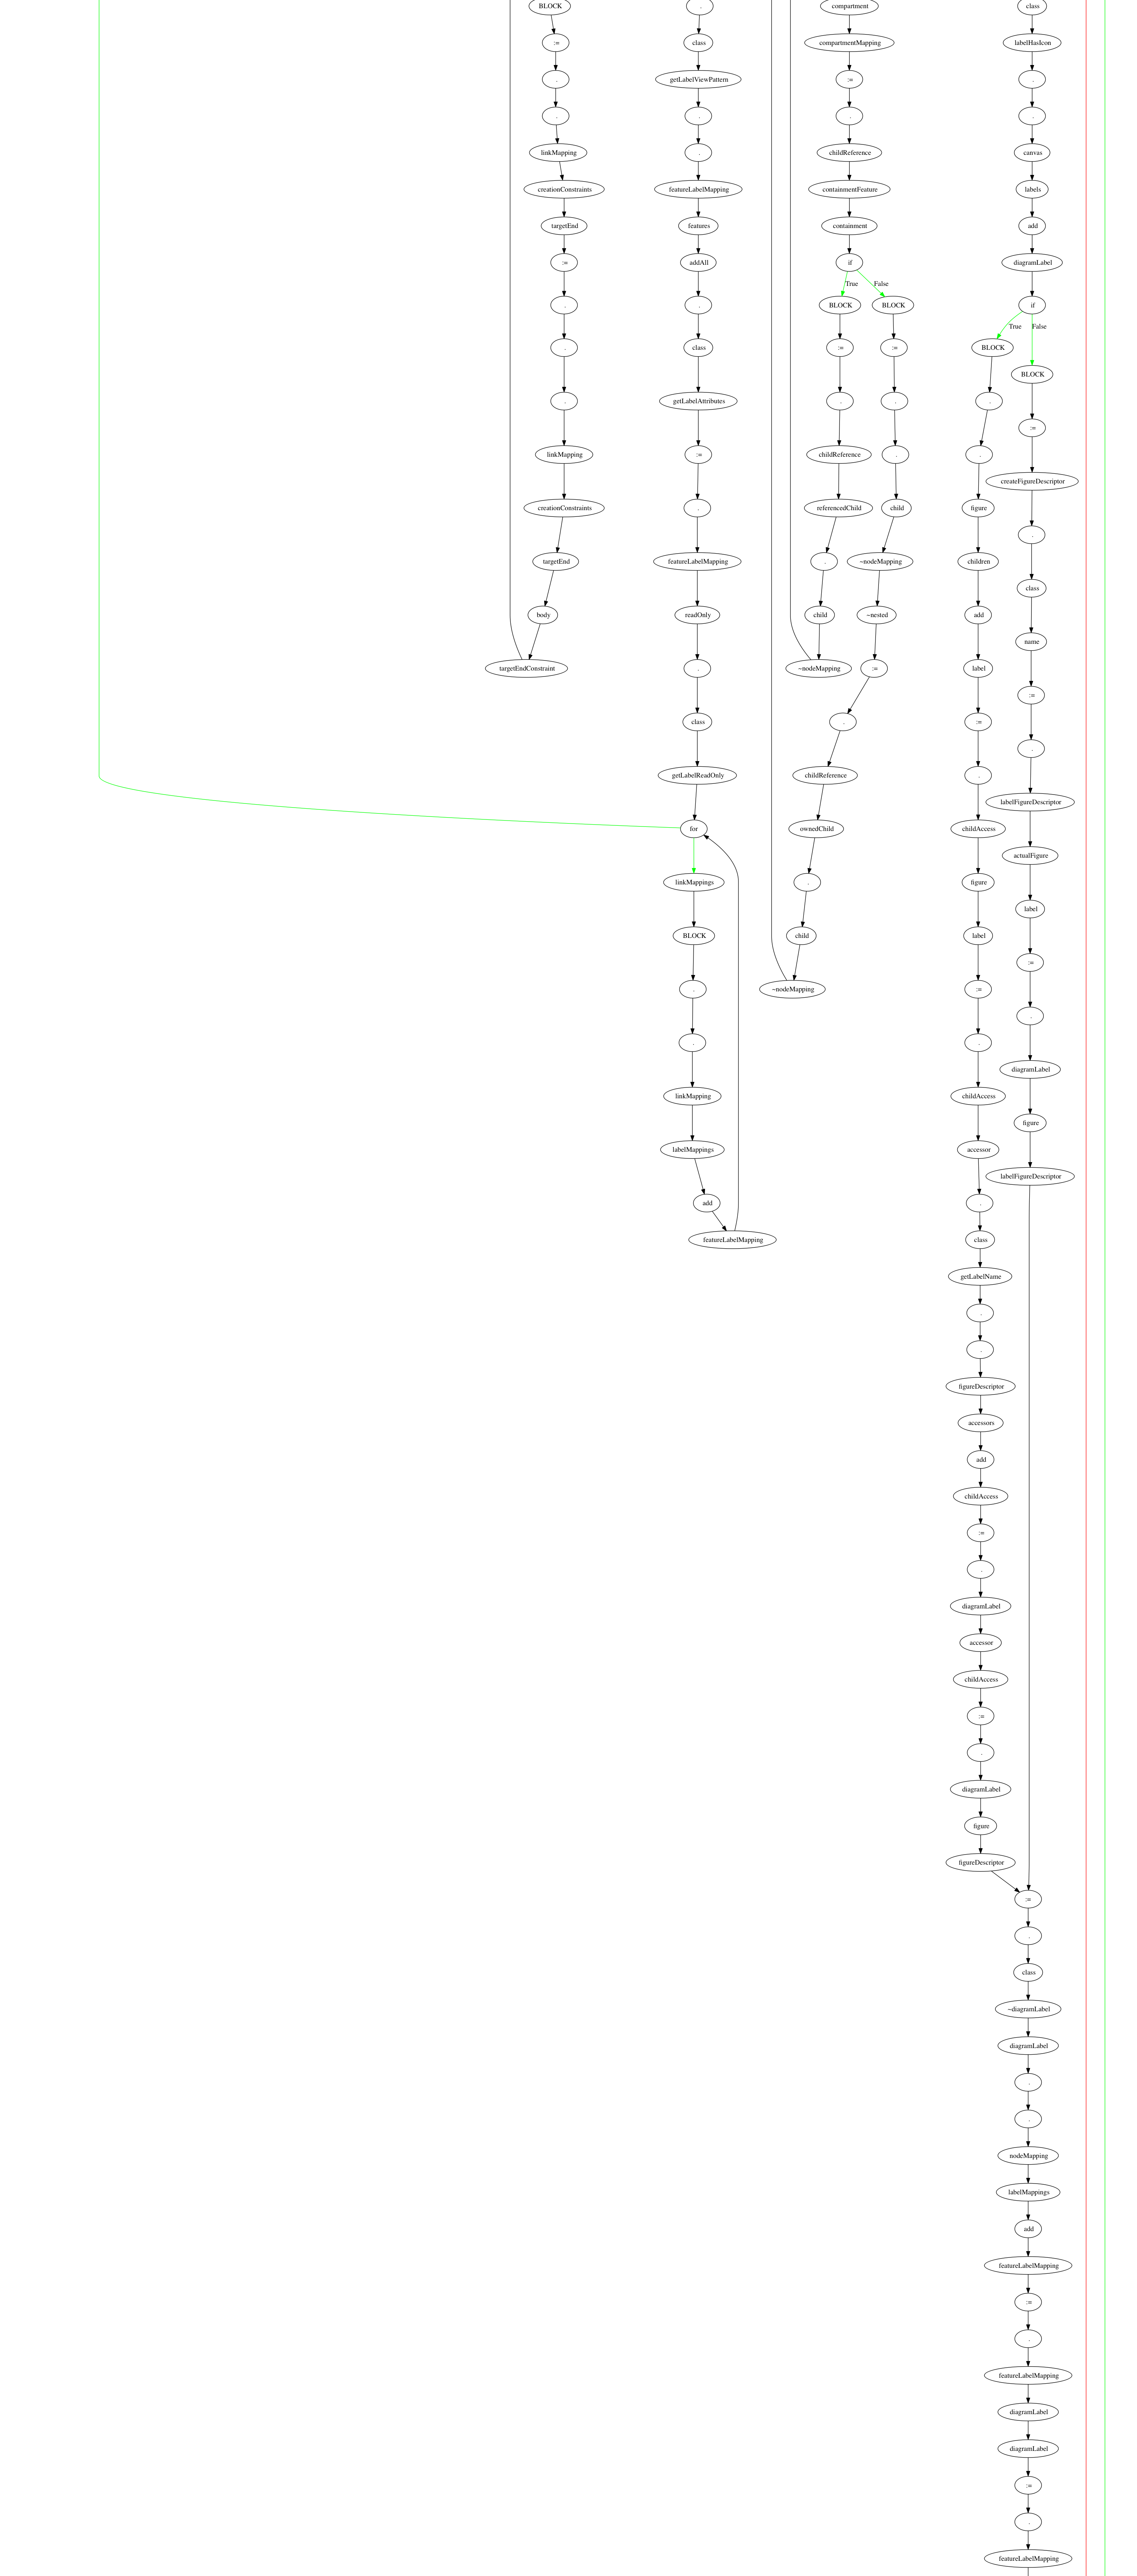 BLOCK
:=
.
.
linkMapping
creationConstraints
targetEnd
:=
.
.
.
linkMapping
creationConstraints
targetEnd
body
targetEndConstraint
.
class
getLabelViewPattern
.
.
featureLabelMapping
features
addAll
.
class
getLabelAttributes
:=
.
featureLabelMapping
readOnly
.
class
getLabelReadOnly
for
linkMappings
BLOCK
.
.
linkMapping
labelMappings
add
featureLabelMapping
compartment
compartmentMapping
:=
.
childReference
containmentFeature
containment
if
True
False
BLOCK
:=
.
childReference
referencedChild
.
child
~nodeMapping
BLOCK
:=
.
.
child
~nodeMapping
~nested
:=
.
childReference
ownedChild
.
child
~nodeMapping
class
labelHasIcon
.
.
canvas
labels
add
diagramLabel
if
True
False
BLOCK
.
.
figure
children
add
label
:=
.
childAccess
figure
label
:=
.
childAccess
accessor
.
class
getLabelName
.
.
figureDescriptor
accessors
add
childAccess
:=
.
diagramLabel
accessor
childAccess
:=
.
diagramLabel
figure
figureDescriptor
BLOCK
:=
createFigureDescriptor
.
class
name
:=
.
labelFigureDescriptor
actualFigure
label
:=
.
diagramLabel
figure
labelFigureDescriptor
:=
.
class
~diagramLabel
diagramLabel
.
.
nodeMapping
labelMappings
add
featureLabelMapping
:=
.
featureLabelMapping
diagramLabel
diagramLabel
:=
.
featureLabelMapping